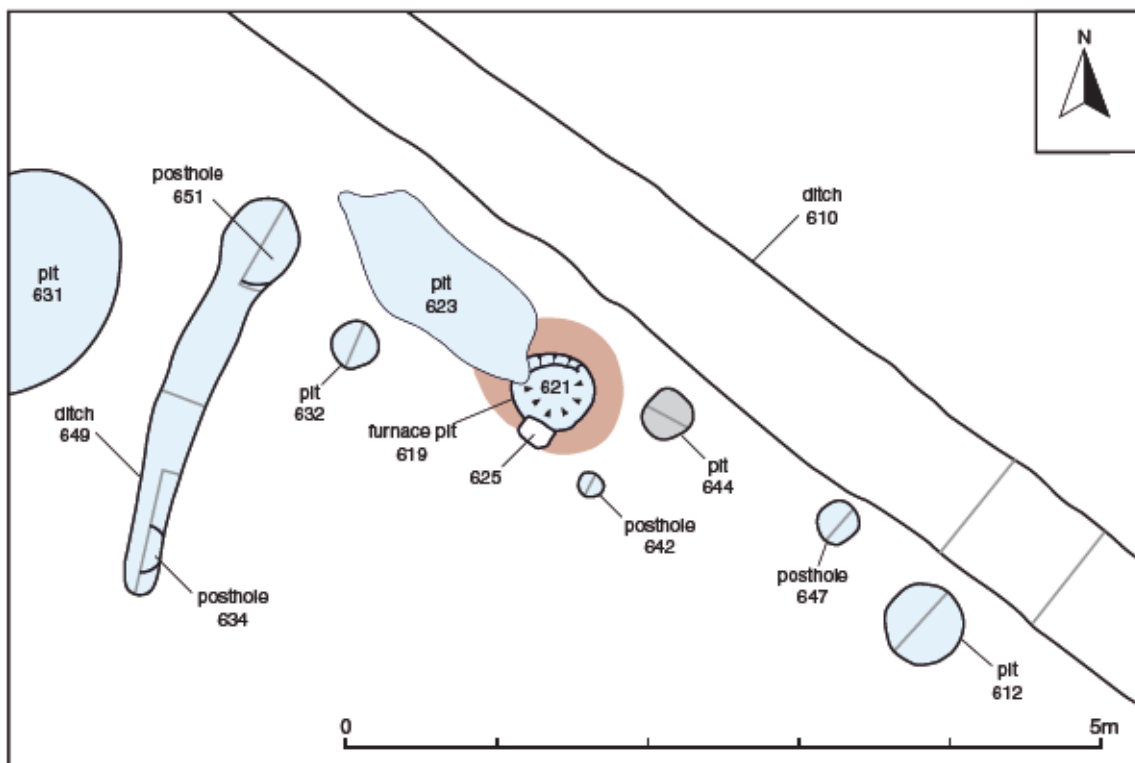 N
posthole
651
ditch
610
pit
631
pit
623
621
pit
632
ditch
649
furnace pit
619
625
pit
644
posthole
642
posthole
647
posthole
634
pit
612
0
5m